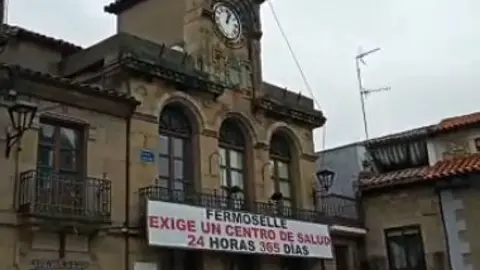 FERMOSELLE
EXIGE UN CENTRO DE SALUD
24 HORAS 365 DÍAS